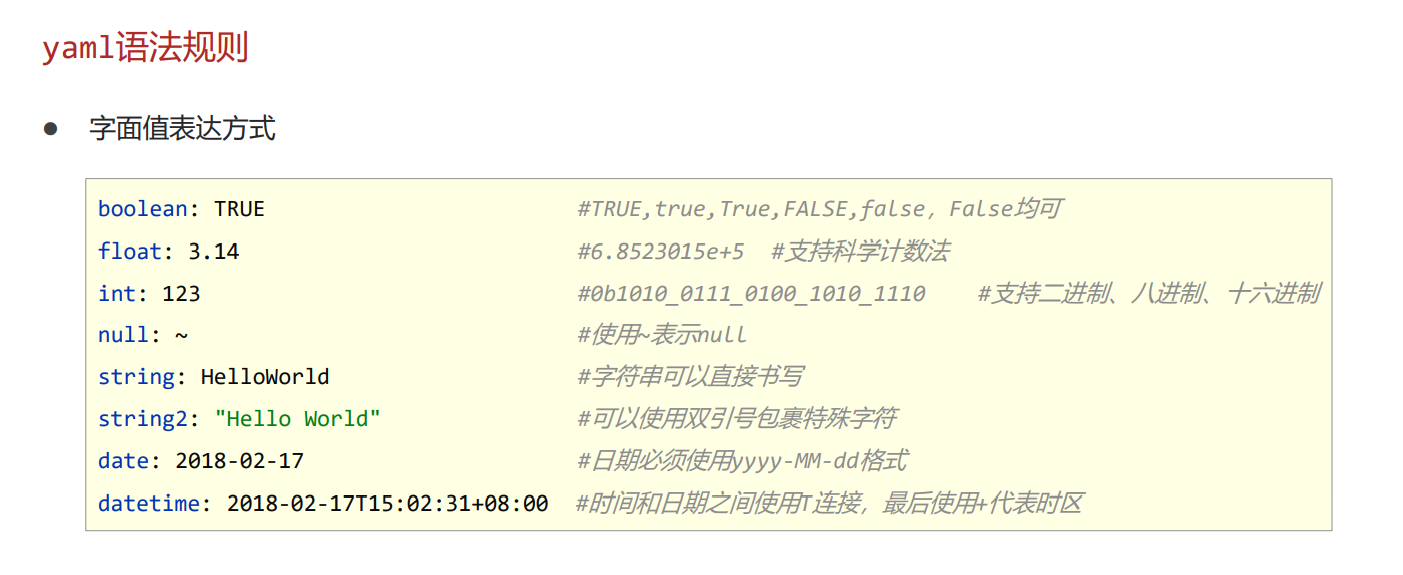 yaml语法规则
● 字面值表达方式
boolean: TRUE #TRUE,true,True,FALSE,false，False均可
float: 3.14 #6.8523015e+5 #支持科学计数法
int: 123 #0b1010_0111_0100_1010_1110 #支持二进制、八进制、十六进制
null: ~ #使用~表示null
string: HelloWorld #字符串可以直接书写
string2: "Hello World" #可以使用双引号包裹特殊字符
date: 2018-02-17 #日期必须使用yyyy-MM-dd格式
datetime: 2018-02-17T15:02:31+08:00 #时间和日期之间使用T连接，最后使用+代表时区